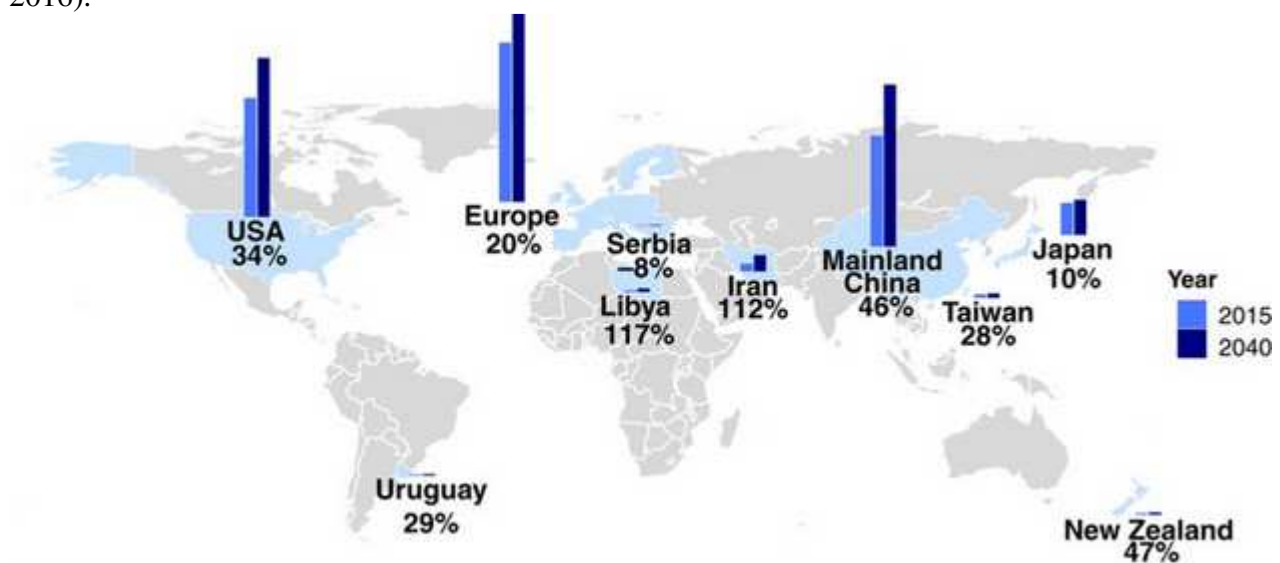 2016).
USA
34%
Europe
20%
Serbia
–8%
Libya
117%
Iran
112%
Mainland
China
46%
Taiwan
28%
Japan
10%
Year
2015
2040
Uruguay
29%
New Zealand
47%